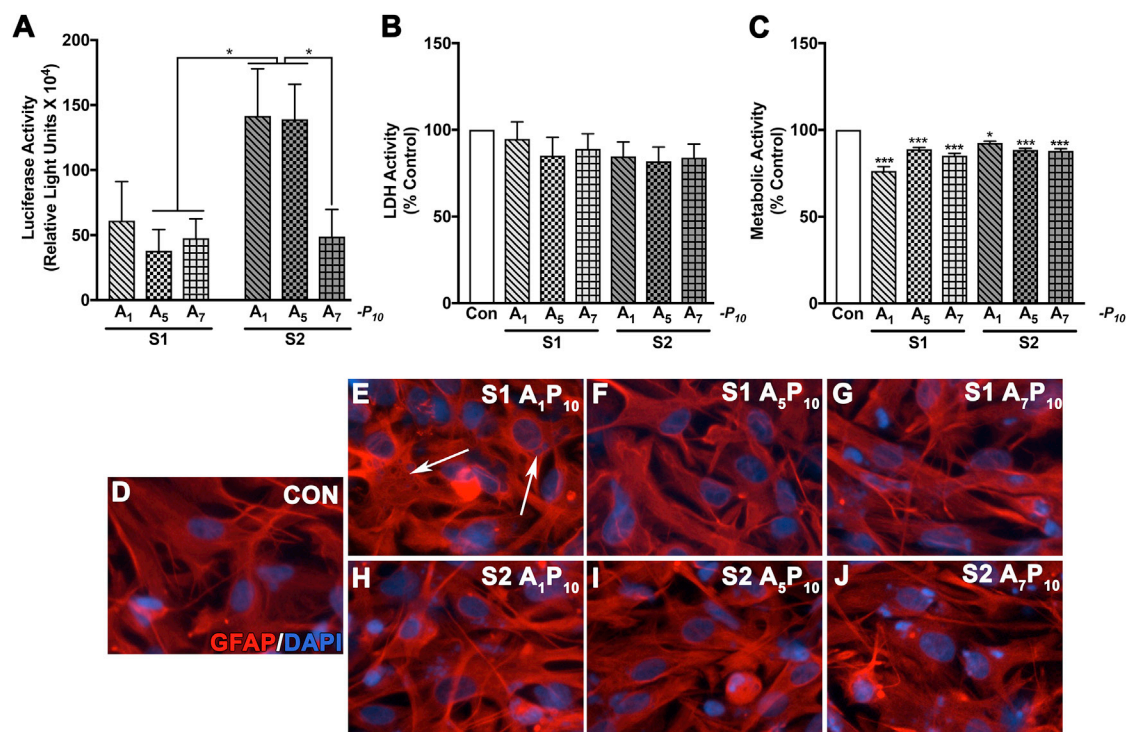 A
Luciferase Activity
(Relative Light Units X 10⁴)
200
150
100
50
0
*
*
A₁ A₅ A₇ A₁ A₅ A₇ -P₁₀
S1 S2
B
LDH Activity
(% Control)
150
100
50
0
Con A₁ A₅ A₇ A₁ A₅ A₇
S1 S2
C
Metabolic Activity
(% Control)
150
100
50
0
*** *** *** * *** ***
Con A₁ A₅ A₇ A₁ A₅ A₇ -P₁₀
S1 S2
D CON
GFAP/DAPI
E S1 A₁P₁₀
F S1 A₅P₁₀
G S1 A₇P₁₀
H S2 A₁P₁₀
I S2 A₅P₁₀
J S2 A₇P₁₀